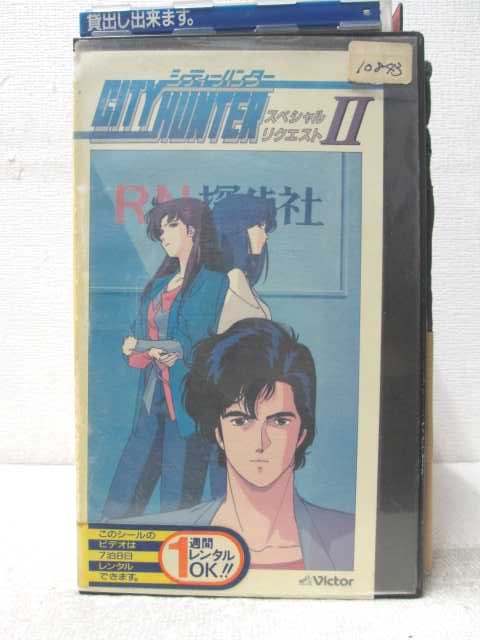 貸出し出来ます。
10893
シティーハンター
CITY HUNTER
スペシャル
リクエスト
II
RN探偵社
このシールの
ビデオは
7泊8日
レンタル
できます。
1週間
レンタル
OK!!
Victor